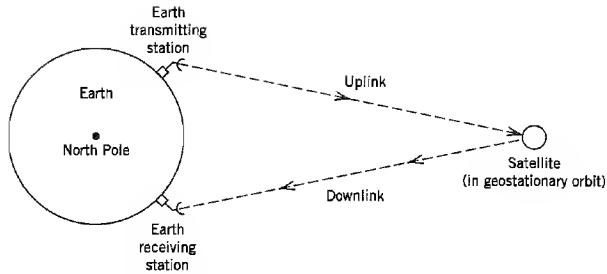 Earth
transmitting
station
Earth
North Pole
Uplink
Satellite
(in geostationary orbit)
Downlink
Earth
receiving
station